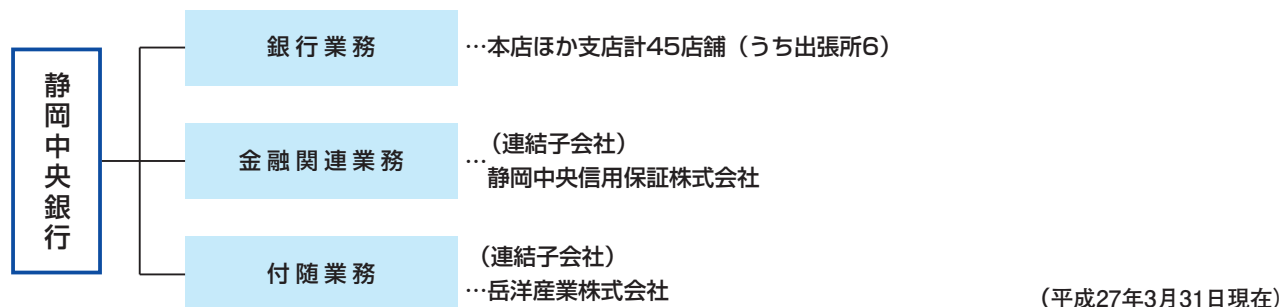 静岡中央銀行
銀行業務
…本店ほか支店計45店舗（うち出張所6）
金融関連業務
（連結子会社）
…静岡中央信用保証株式会社
付随業務
（連結子会社）
…岳洋産業株式会社
（平成27年3月31日現在）